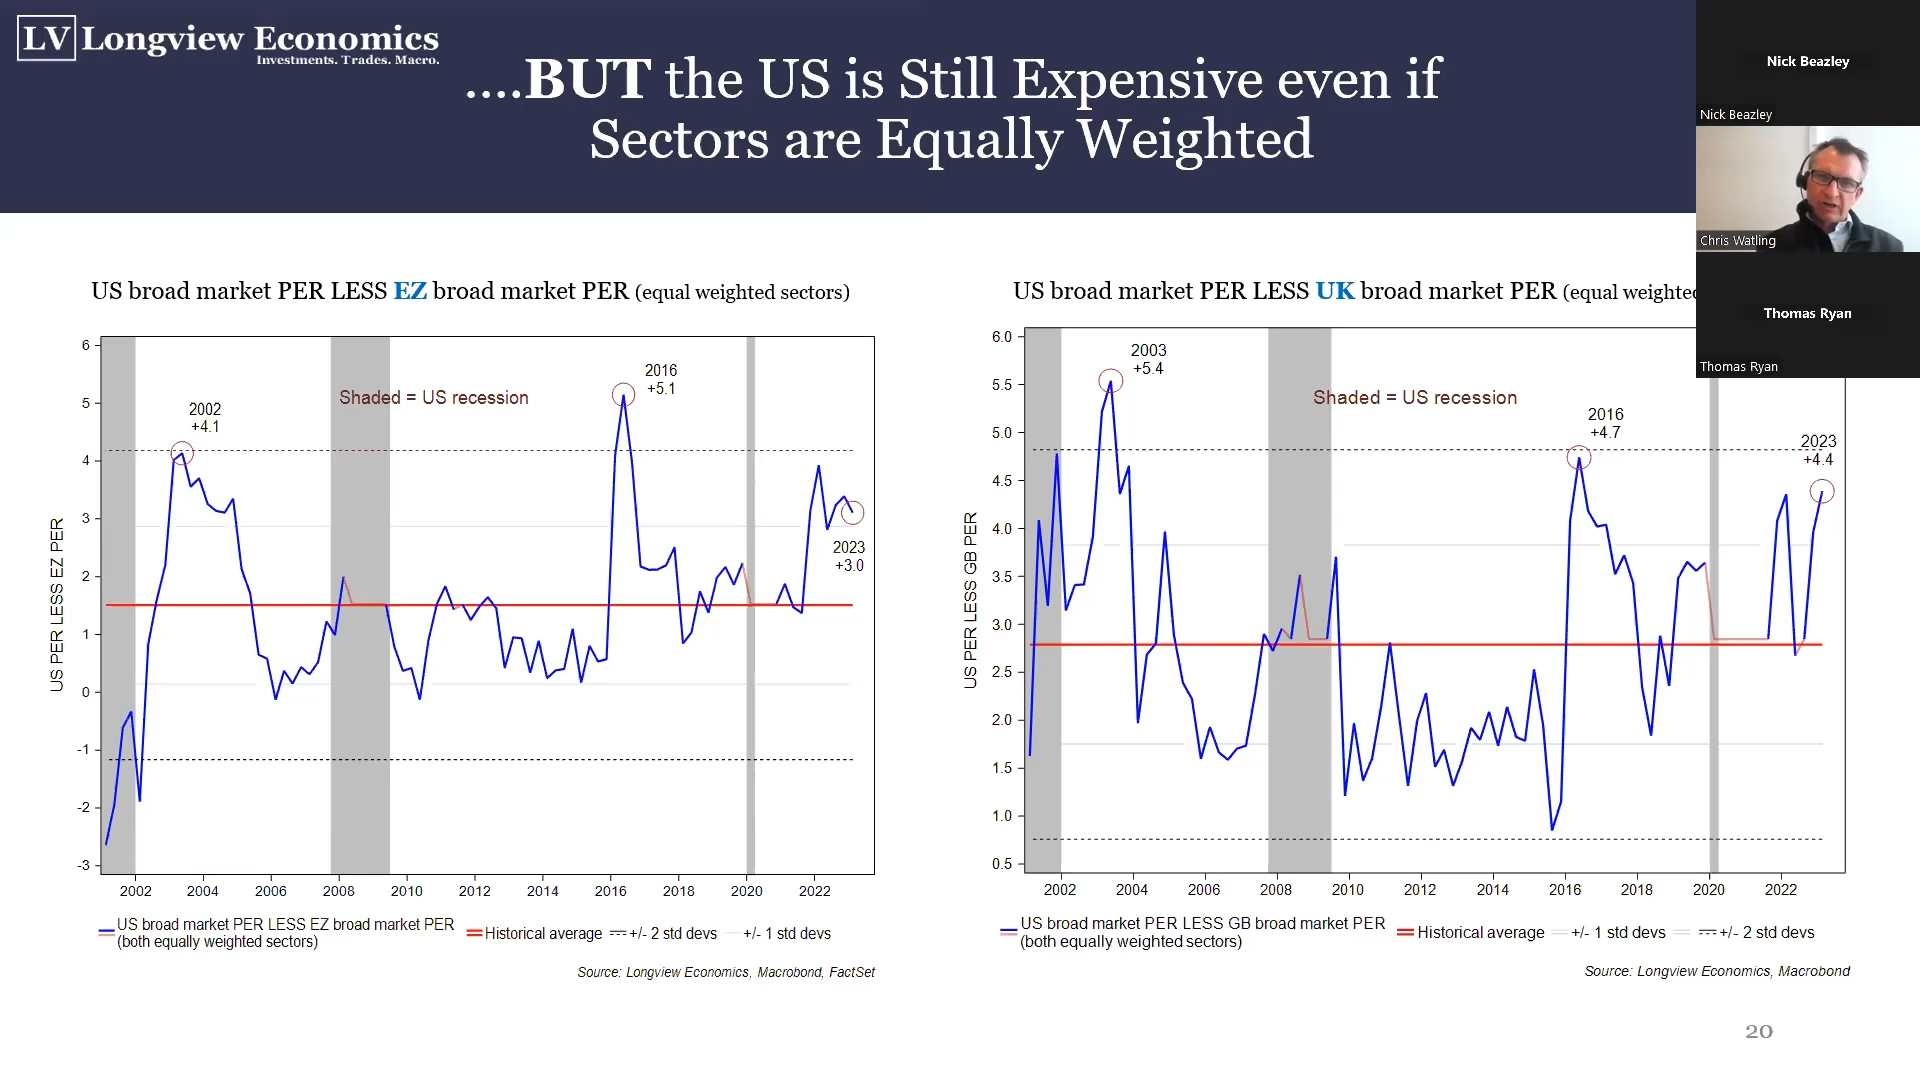 LV Longview Economics
Investments. Trades. Macro.
....BUT the US is Still Expensive even if
Sectors are Equally Weighted
Nick Beazley
Nick Beazley
Chris Watling
Thomas Ryan
Thomas Ryan
US broad market PER LESS EZ broad market PER (equal weighted sectors)
6
5
4
3
2
1
0
-1
-2
-3
US PER LESS EZ PER
2002
+4.1
Shaded = US recession
2016
+5.1
2023
+3.0
2002 2004 2006 2008 2010 2012 2014 2016 2018 2020 2022
US broad market PER LESS EZ broad market PER
(both equally weighted sectors)
Historical average
+/- 2 std devs
+/- 1 std devs
Source: Longview Economics, Macrobond, FactSet
US broad market PER LESS UK broad market PER (equal weighted
6.0
5.5
5.0
4.5
4.0
3.5
3.0
2.5
2.0
1.5
1.0
0.5
US PER LESS GB PER
2003
+5.4
Shaded = US recession
2016
+4.7
2023
+4.4
2002 2004 2006 2008 2010 2012 2014 2016 2018 2020 2022
US broad market PER LESS GB broad market PER
(both equally weighted sectors)
Historical average
+/- 1 std devs
+/- 2 std devs
Source: Longview Economics, Macrobond
20